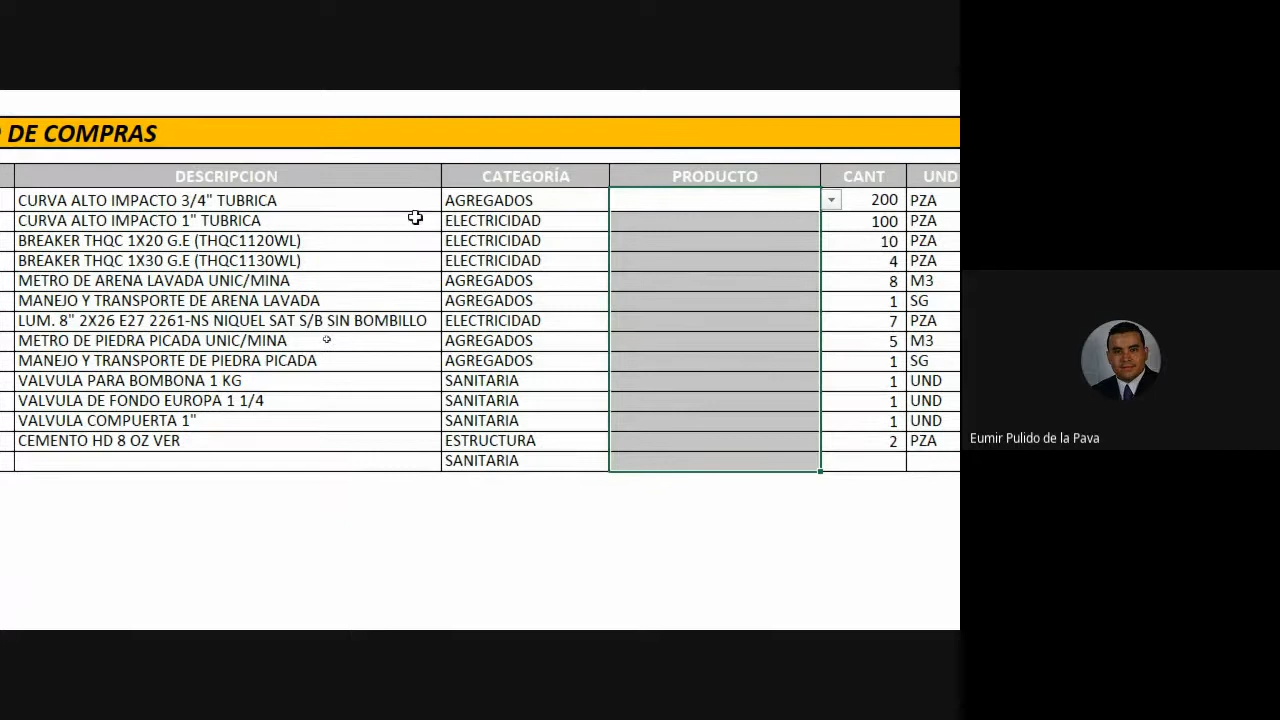 DE COMPRAS
DESCRIPCION CATEGORÍA PRODUCTO CANT UND
CURVA ALTO IMPACTO 3/4" TUBRICA AGREGADOS 200 PZA
CURVA ALTO IMPACTO 1" TUBRICA ELECTRICIDAD 100 PZA
BREAKER THQC 1X20 G.E (THQC1120WL) ELECTRICIDAD 10 PZA
BREAKER THQC 1X30 G.E (THQC1130WL) ELECTRICIDAD 4 PZA
METRO DE ARENA LAVADA UNIC/MINA AGREGADOS 8 M3
MANEJO Y TRANSPORTE DE ARENA LAVADA AGREGADOS 1 SG
LUM. 8" 2X26 E27 2261-NS NIQUEL SAT S/B SIN BOMBILLO ELECTRICIDAD 7 PZA
METRO DE PIEDRA PICADA UNIC/MINA AGREGADOS 5 M3
MANEJO Y TRANSPORTE DE PIEDRA PICADA AGREGADOS 1 SG
VALVULA PARA BOMBONA 1 KG SANITARIA 1 UND
VALVULA DE FONDO EUROPA 1 1/4 SANITARIA 1 UND
VALVULA COMPUERTA 1" SANITARIA 1 UND
CEMENTO HD 8 OZ VER ESTRUCTURA 2 PZA
SANITARIA
Eumir Pulido de la Pava